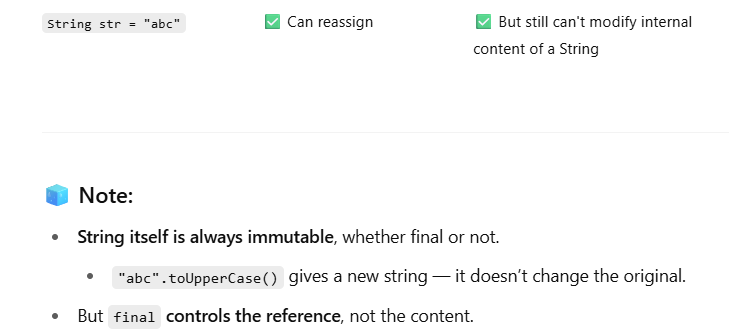 String str = "abc" ✅ Can reassign ✅ But still can't modify internal
content of a String
🧊 Note:
• String itself is always immutable, whether final or not.
• "abc".toUpperCase() gives a new string — it doesn’t change the original.
• But final controls the reference, not the content.